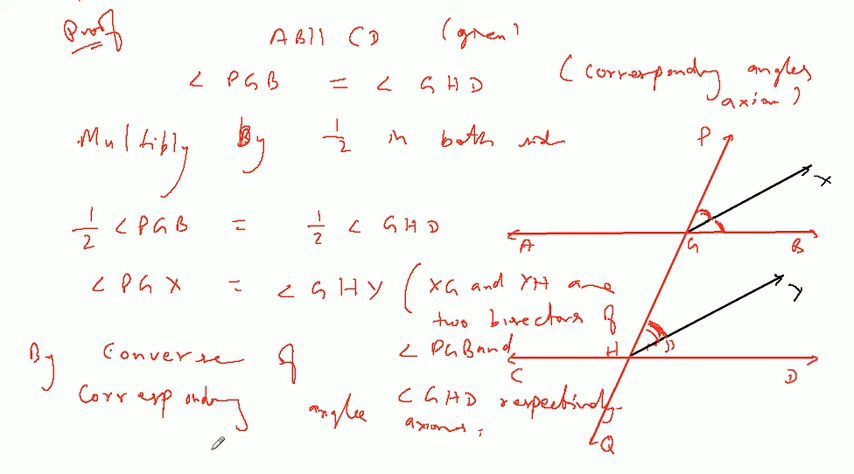 Proof
AB || CD (given)
∠ PGB = ∠ GHD (corresponding angles axiom)
Multiply By 1/2 in both side
1/2 ∠ PGB = 1/2 ∠ GHD
∠ PGX = ∠ GHY ( XG and YH are
two bisectors of
∠ PGB and
∠ GHD respectively.
By Converse of
corresponding angles axioms.
P
X
A
G
B
Y
H
C
D
Q